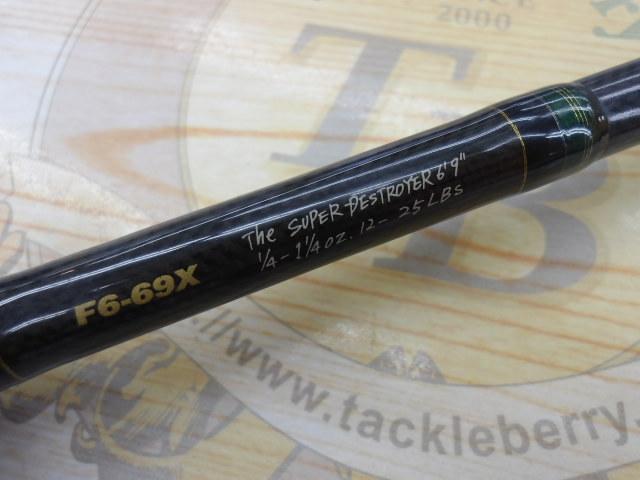 2000
TB
The SUPER DESTROYER 6'9"
1/4-1 1/4 oz. 12-25 LBS
F6-69X
://www.tackleberry.